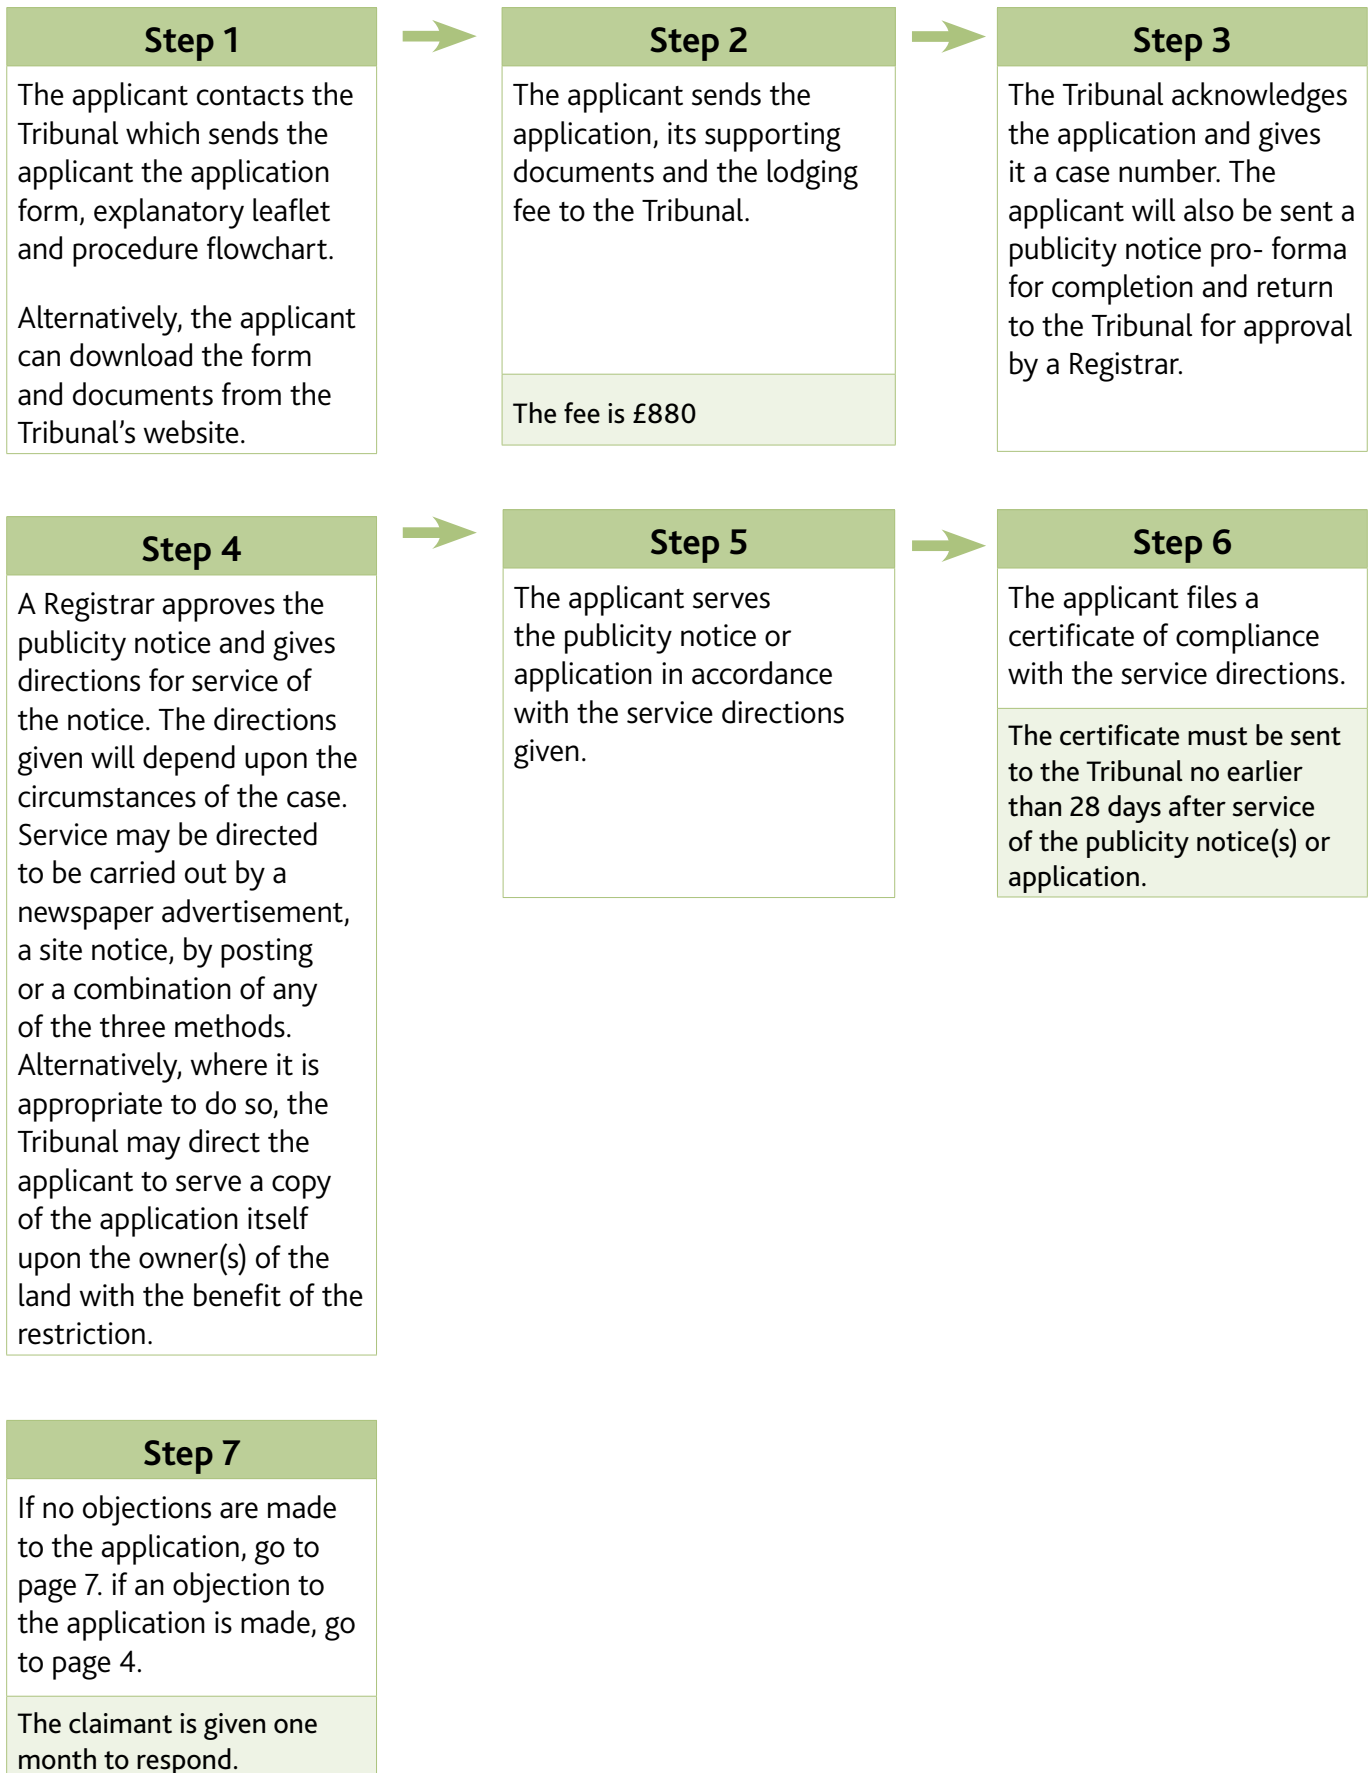 Step 1
The applicant contacts the
Tribunal which sends the
applicant the application
form, explanatory leaflet
and procedure flowchart.
Alternatively, the applicant
can download the form
and documents from the
Tribunal's website.
Step 2
The applicant sends the
application, its supporting
documents and the lodging
fee to the Tribunal.
The fee is £880
Step 3
The Tribunal acknowledges
the application and gives
it a case number. The
applicant will also be sent a
publicity notice pro- forma
for completion and return
to the Tribunal for approval
by a Registrar.
Step 4
A Registrar approves the
publicity notice and gives
directions for service of
the notice. The directions
given will depend upon the
circumstances of the case.
Service may be directed
to be carried out by a
newspaper advertisement,
a site notice, by posting
or a combination of any
of the three methods.
Alternatively, where it is
appropriate to do so, the
Tribunal may direct the
applicant to serve a copy
of the application itself
upon the owner(s) of the
land with the benefit of the
restriction.
Step 5
The applicant serves
the publicity notice or
application in accordance
with the service directions
given.
Step 6
The applicant files a
certificate of compliance
with the service directions.
The certificate must be sent
to the Tribunal no earlier
than 28 days after service
of the publicity notice(s) or
application.
Step 7
If no objections are made
to the application, go to
page 7. if an objection to
the application is made, go
to page 4.
The claimant is given one
month to respond.